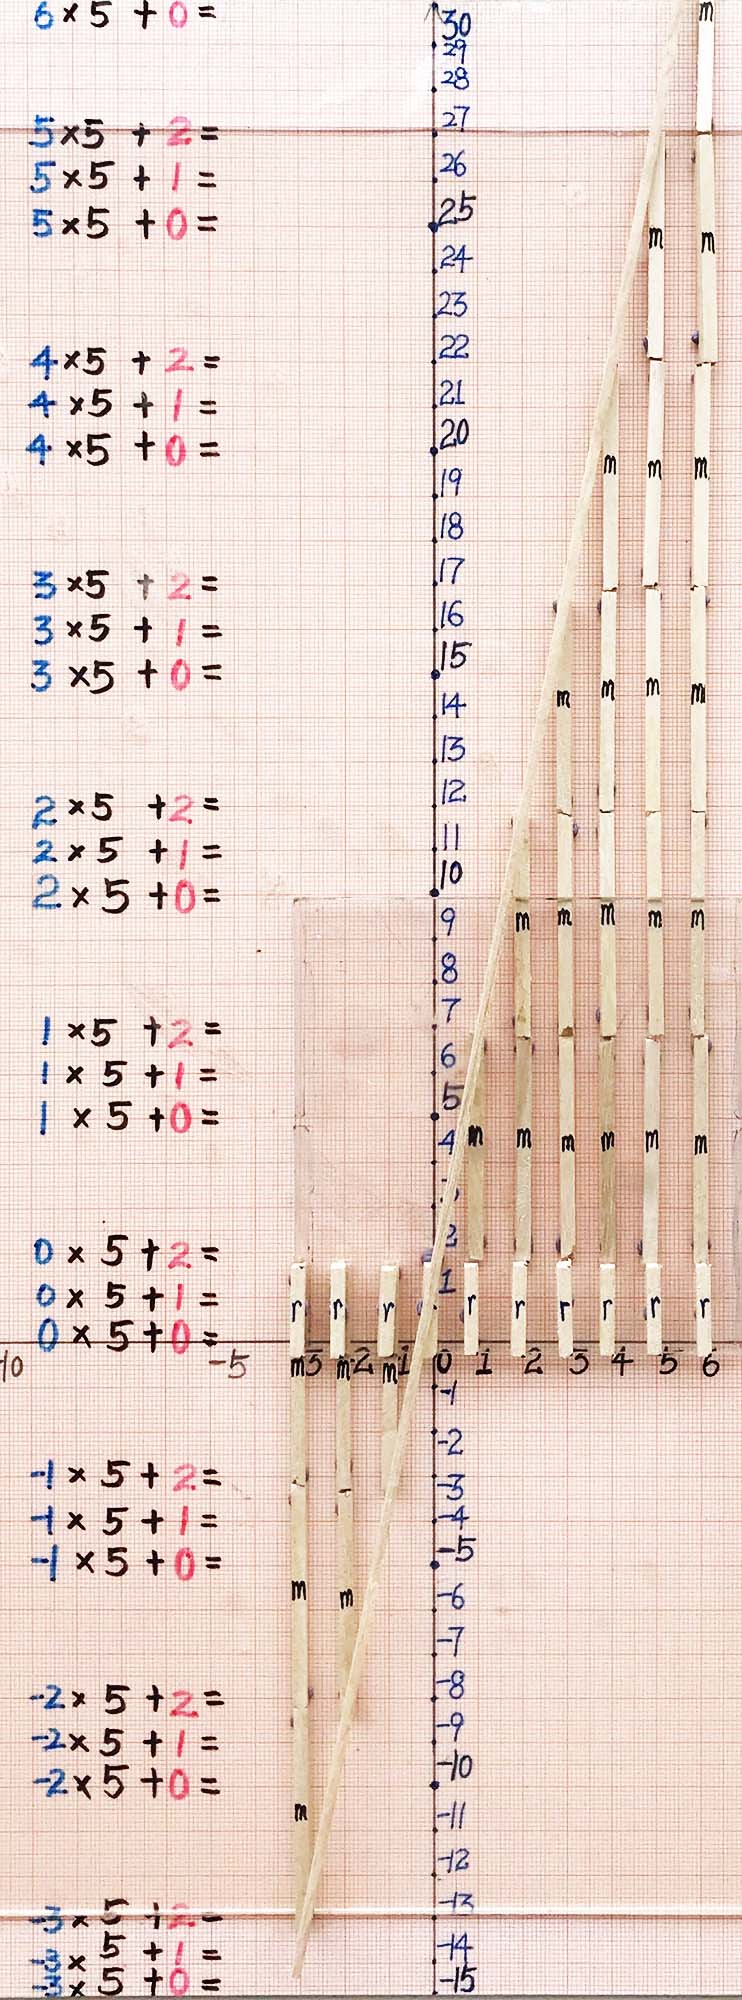 6 × 5 + 0 =
30
m
29
28
27
5 × 5 + 2 =
26
5 × 5 + 1 =
25
5 × 5 + 0 =
m m
24
23
22
4 × 5 + 2 =
21
4 × 5 + 1 =
20
4 × 5 + 0 =
m m m
19
18
17
3 × 5 + 2 =
16
3 × 5 + 1 =
15
3 × 5 + 0 =
m m m m
14
13
12
2 × 5 + 2 =
11
2 × 5 + 1 =
10
2 × 5 + 0 =
9 m m m m m
8
7
1 × 5 + 2 =
6
1 × 5 + 1 =
5
1 × 5 + 0 =
4 m m m m m m
2
0 × 5 + 2 =
1
0 × 5 + 1 =
r r r r r r r r r
0 × 5 + 0 =
-5 m 3 m -2 m 1 0 1 2 3 4 5 6
-1
-2
-1 × 5 + 2 =
-3
-4
-1 × 5 + 1 =
-5
-1 × 5 + 0 =
m m -6
-7
-8
-2 × 5 + 2 =
-9
-2 × 5 + 1 =
-10
-2 × 5 + 0 =
m -11
-12
-13
-3 × 5 + 2 =
-14
-3 × 5 + 1 =
-15
-3 × 5 + 0 =